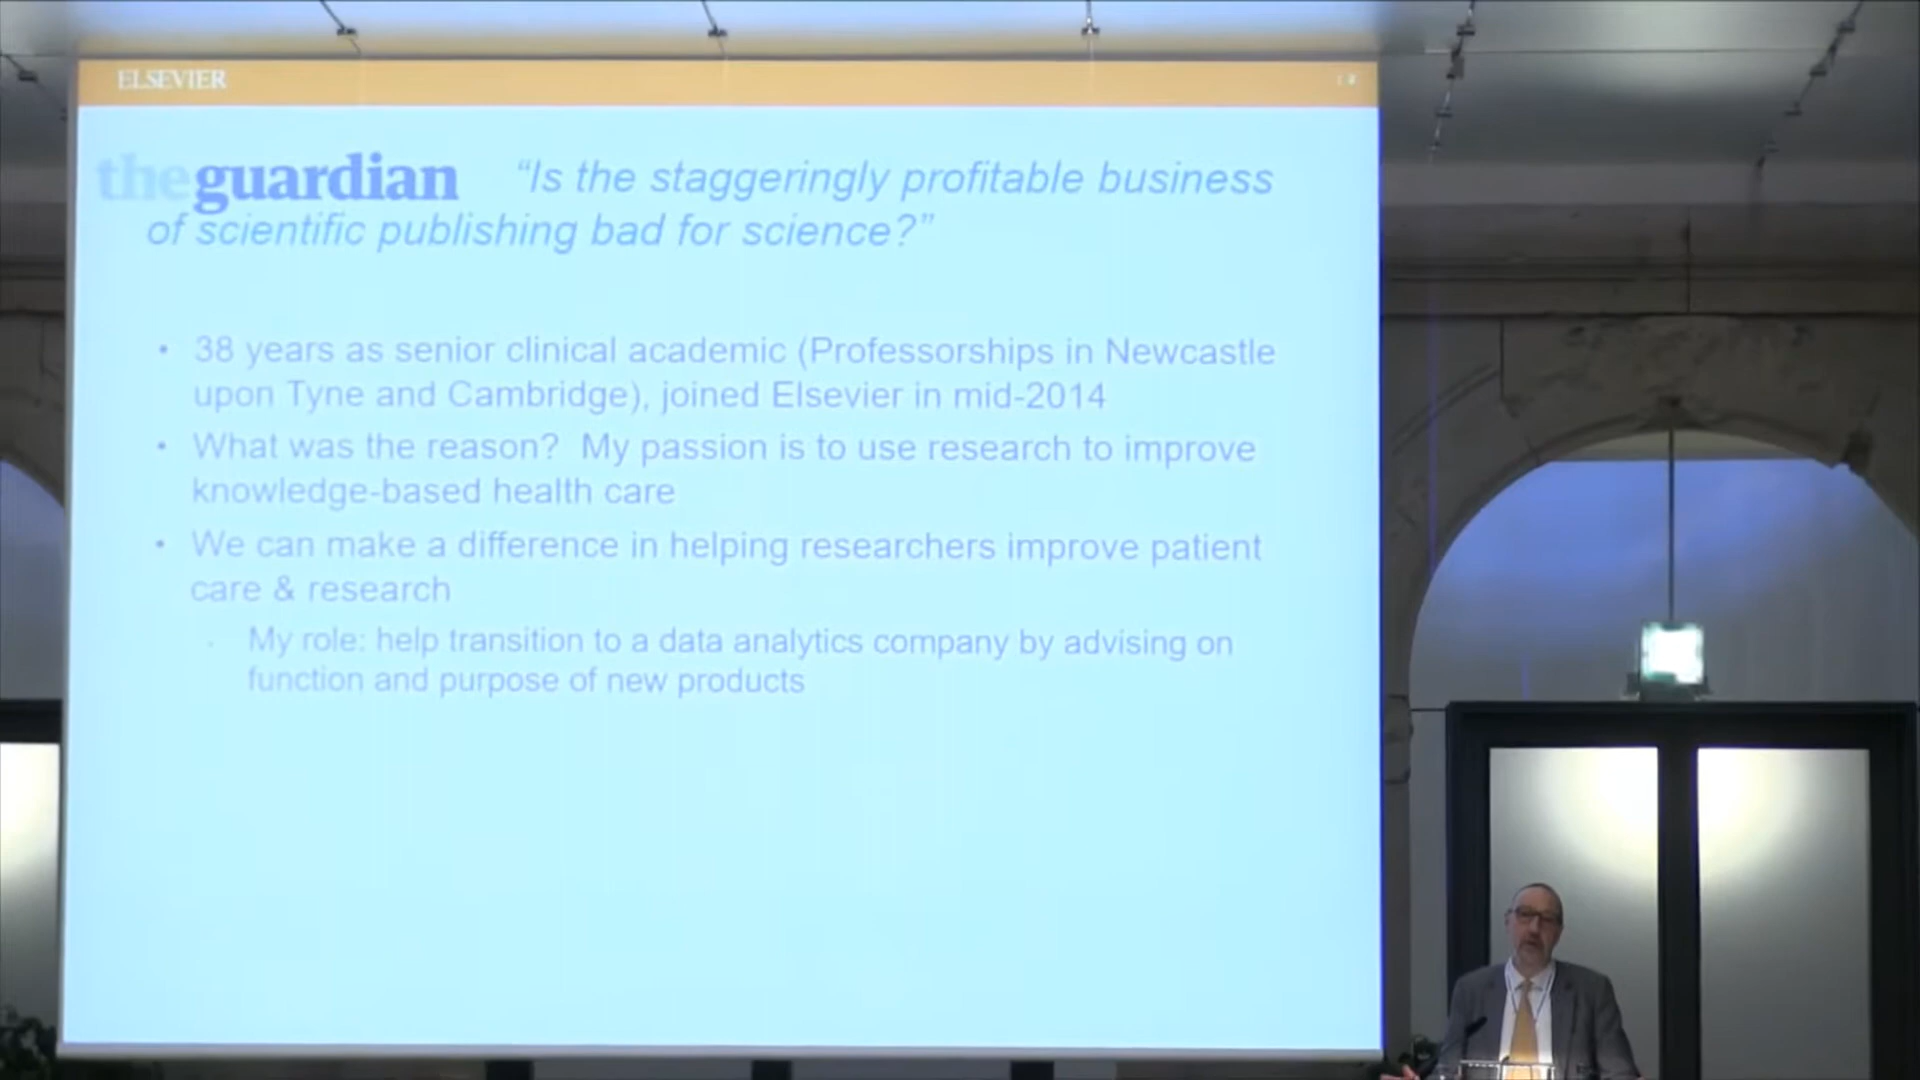 ELSEVIER
theguardian "Is the staggeringly profitable business
of scientific publishing bad for science?"
• 38 years as senior clinical academic (Professorships in Newcastle
upon Tyne and Cambridge), joined Elsevier in mid-2014
• What was the reason? My passion is to use research to improve
knowledge-based health care
• We can make a difference in helping researchers improve patient
care & research
My role: help transition to a data analytics company by advising on
function and purpose of new products